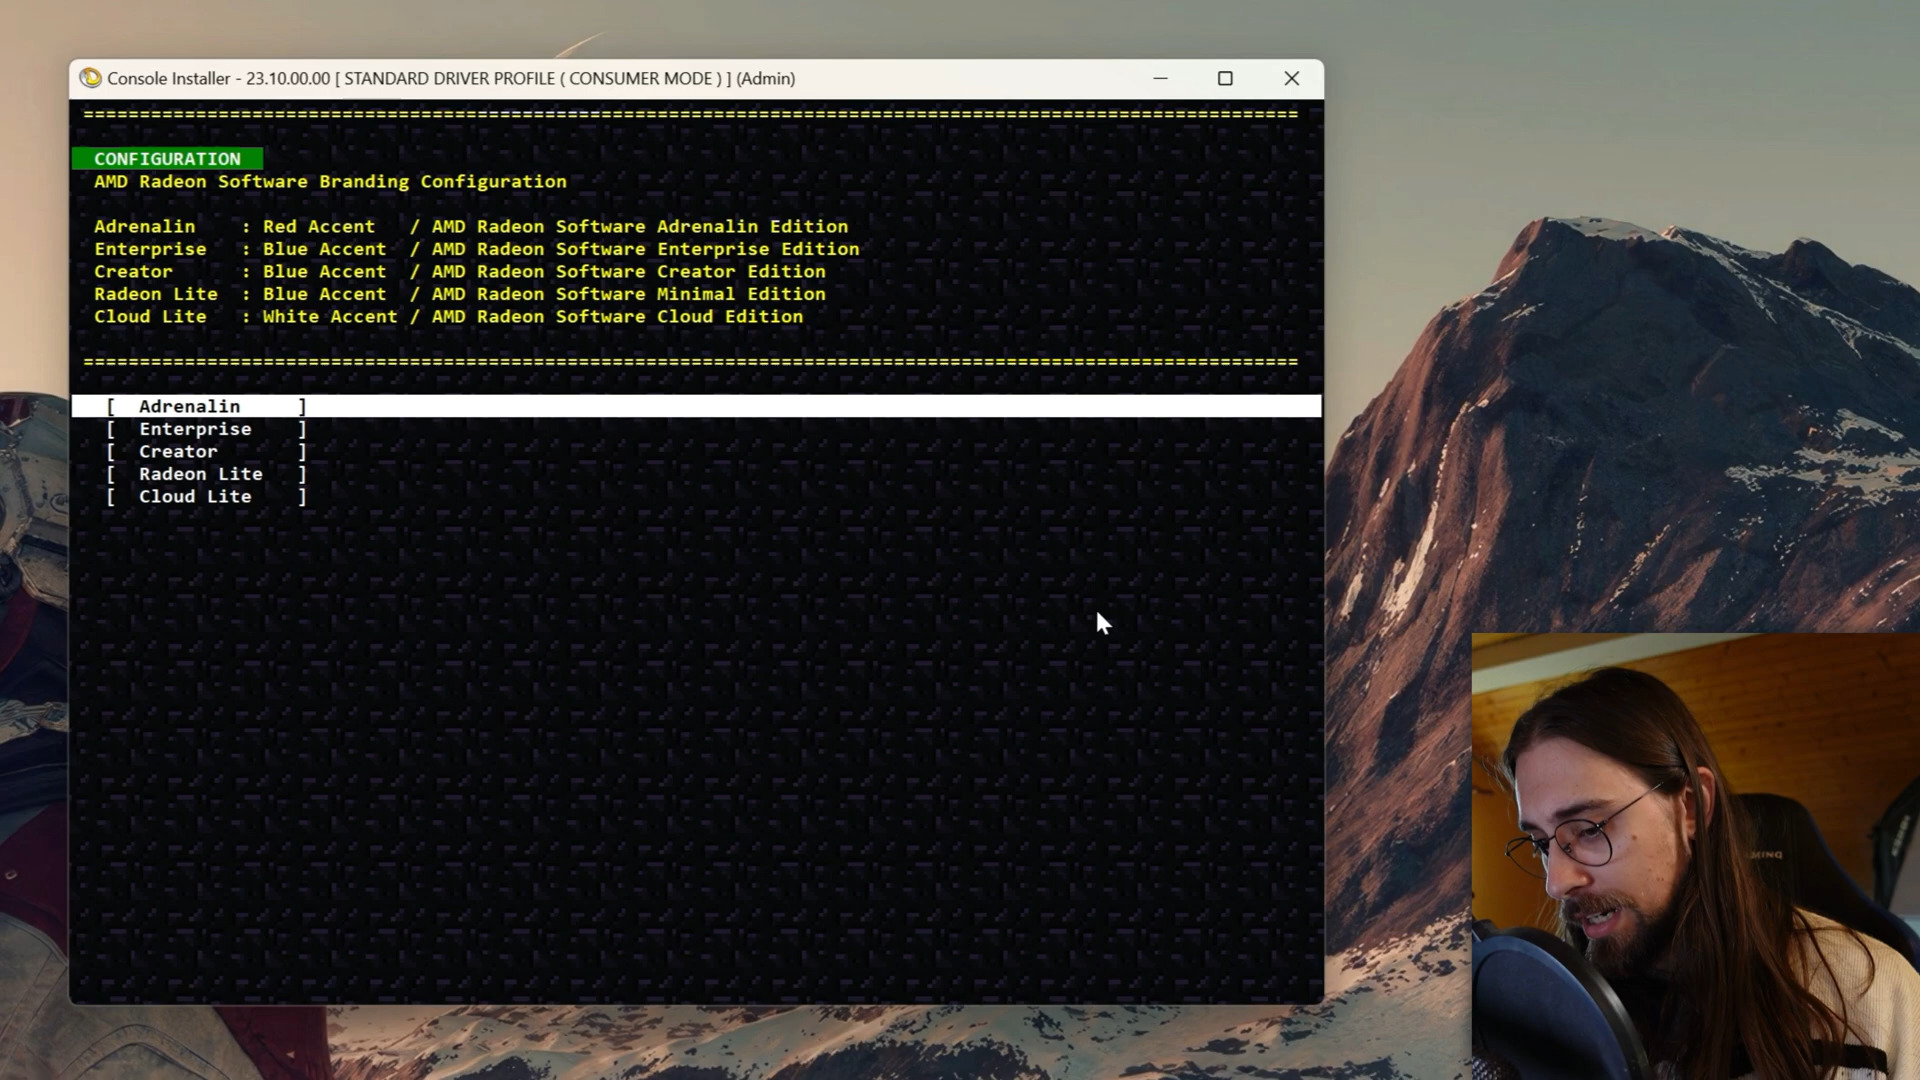 Console Installer - 23.10.00.00 [ STANDARD DRIVER PROFILE ( CONSUMER MODE ) ] (Admin)
============================================================================================================
CONFIGURATION
AMD Radeon Software Branding Configuration
Adrenalin : Red Accent / AMD Radeon Software Adrenalin Edition
Enterprise : Blue Accent / AMD Radeon Software Enterprise Edition
Creator : Blue Accent / AMD Radeon Software Creator Edition
Radeon Lite : Blue Accent / AMD Radeon Software Minimal Edition
Cloud Lite : White Accent / AMD Radeon Software Cloud Edition
============================================================================================================
[ Adrenalin ]
[ Enterprise ]
[ Creator ]
[ Radeon Lite ]
[ Cloud Lite ]